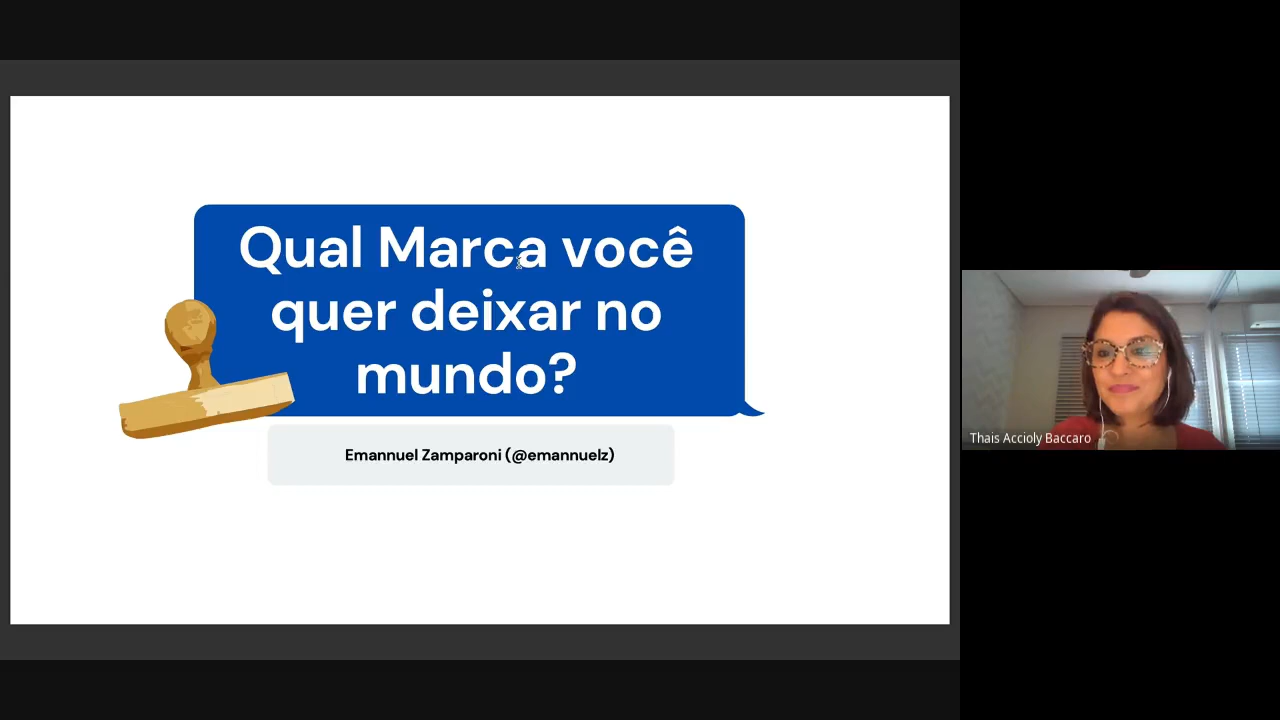 Qual Marca você
quer deixar no
mundo?
Emannuel Zamparoni (@emannuelz)
Thais Accioly Baccaro